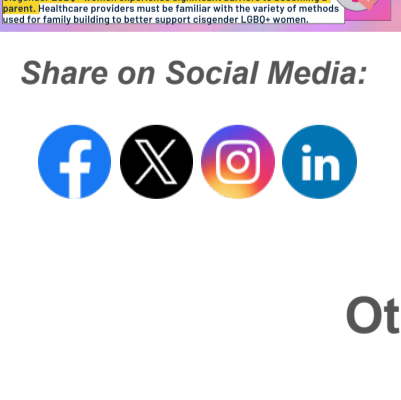 parent. Healthcare providers must be familiar with the variety of methods
used for family building to better support cisgender LGBQ+ women.
Share on Social Media:
f X in
Ot